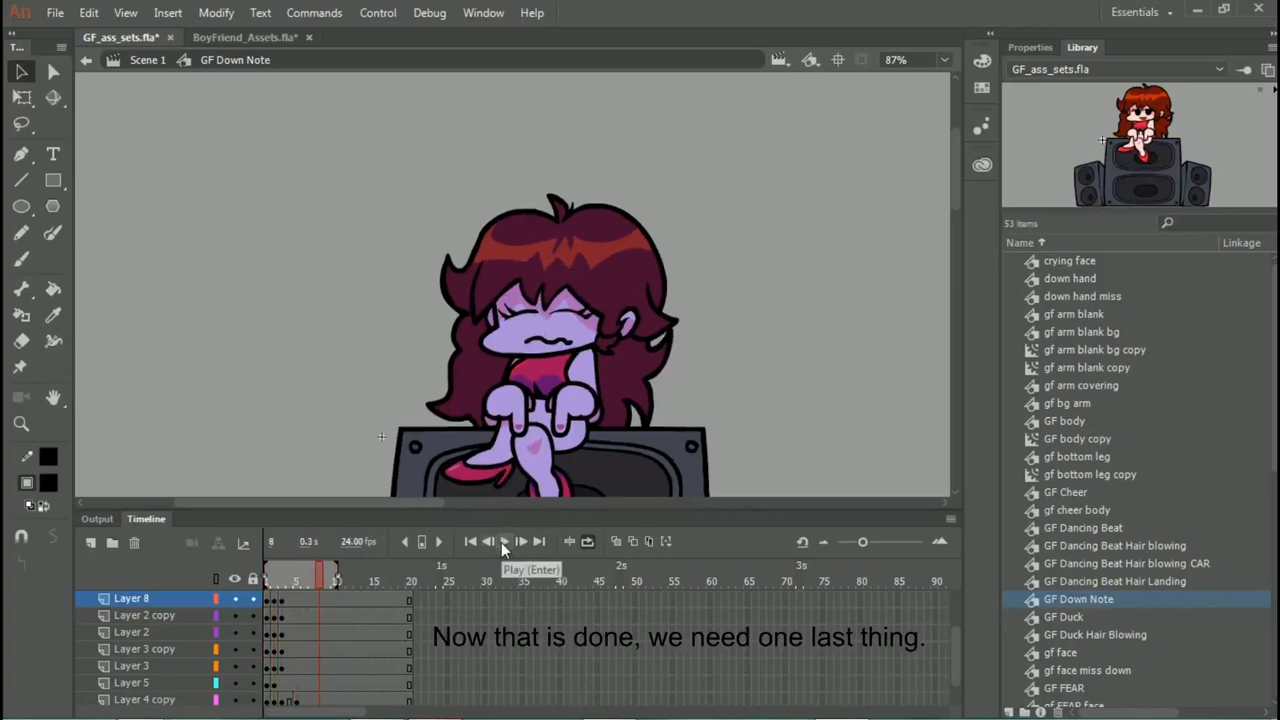 An File Edit View Insert Modify Text Commands Control Debug Window Help Essentials
GF_ass_sets.fla* × BoyFriend_Assets.fla* ×
T...
Scene 1 GF Down Note 87%
Properties Library
GF_ass_sets.fla
53 items
Name Linkage
crying face
down hand
down hand miss
gf arm blank
gf arm blank bg
gf arm blank bg copy
gf arm blank copy
gf arm covering
gf bg arm
GF body
GF body copy
gf bottom leg
gf bottom leg copy
GF Cheer
gf cheer body
GF Dancing Beat
GF Dancing Beat Hair blowing
GF Dancing Beat Hair blowing CAR
GF Dancing Beat Hair Landing
GF Down Note
GF Duck
GF Duck Hair Blowing
gf face
gf face miss down
GF FEAR
gf FEAR face
Output Timeline
8 0.3 s 24.00 fps
Play (Enter)
1s 2s 3s
5 10 15 20 25 30 35 40 45 50 55 60 65 70 75 80 85 90
Layer 8
Layer 2 copy
Layer 2
Layer 3 copy
Layer 3
Layer 5
Layer 4 copy
Now that is done, we need one last thing.